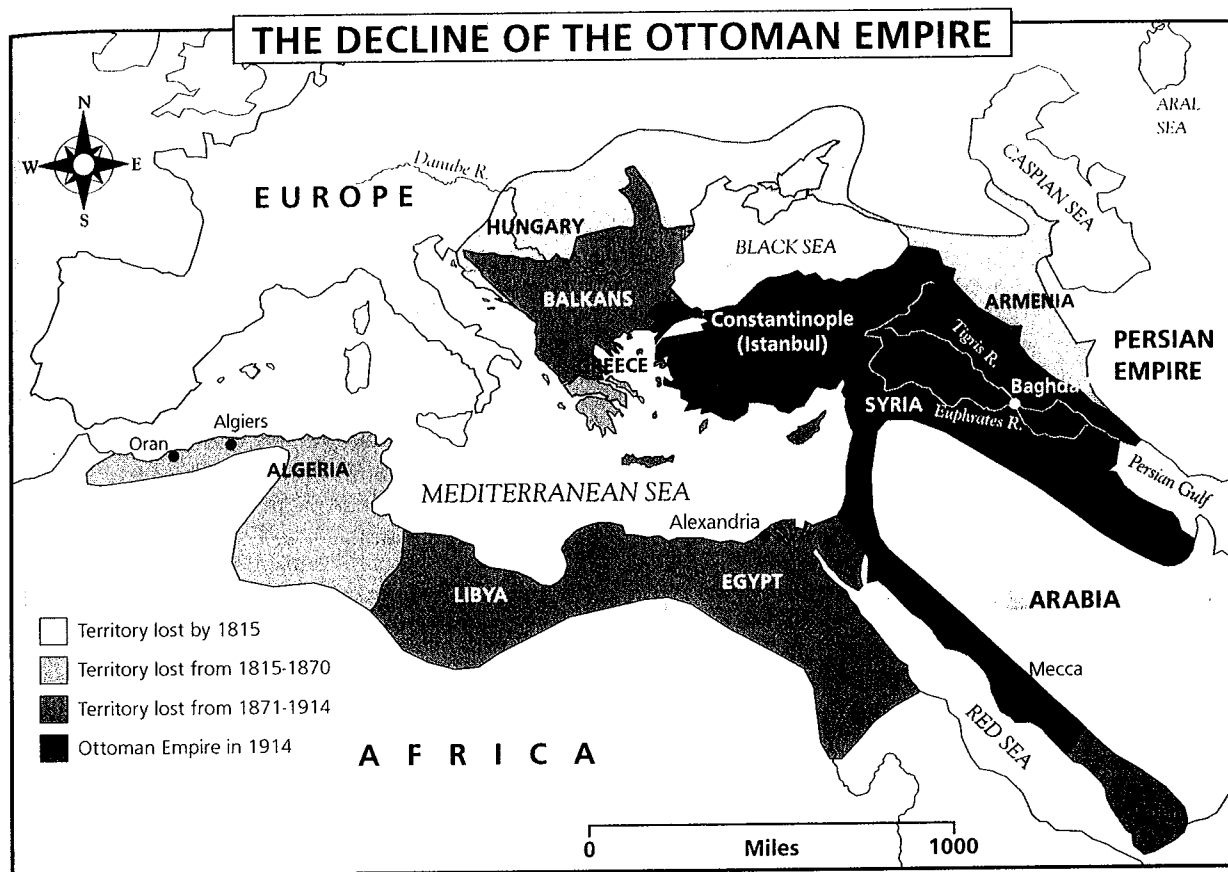 THE DECLINE OF THE OTTOMAN EMPIRE
N
W
E
S
EUROPE
Danube R.
HUNGARY
BALKANS
GREECE
BLACK SEA
CASPIAN SEA
ARAL
SEA
Constantinople
(Istanbul)
ARMENIA
PERSIAN
EMPIRE
Tigris R.
Baghdad
SYRIA
Euphrates R.
Persian Gulf
Oran
Algiers
ALGERIA
MEDITERRANEAN SEA
Alexandria
LIBYA
EGYPT
ARABIA
Mecca
RED SEA
AFRICA
Territory lost by 1815
Territory lost from 1815-1870
Territory lost from 1871-1914
Ottoman Empire in 1914
0
Miles
1000